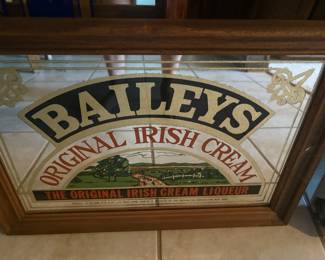 BAILEYS
ORIGINAL IRISH CREAM
THE ORIGINAL IRISH CREAM LIQUEUR